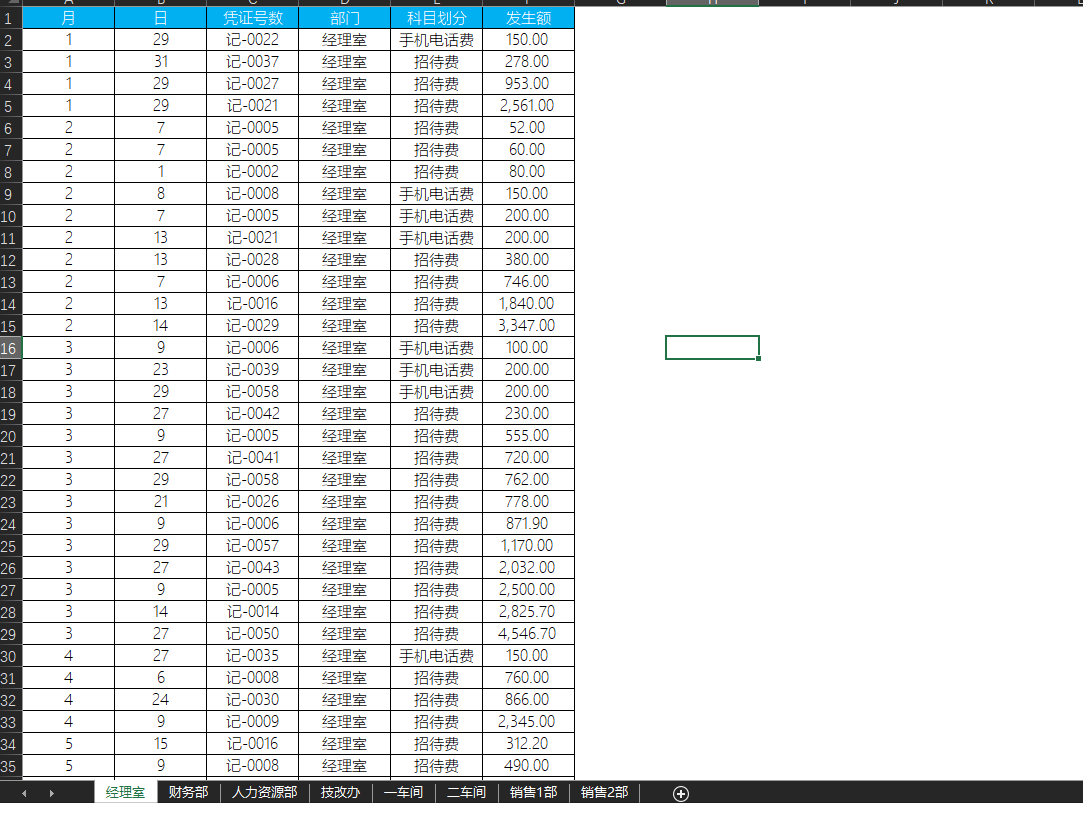 1 月 日 凭证号数 部门 科目划分 发生额
2 1 29 记-0022 经理室 手机电话费 150.00
3 1 31 记-0037 经理室 招待费 278.00
4 1 29 记-0027 经理室 招待费 953.00
5 1 29 记-0021 经理室 招待费 2,561.00
6 2 7 记-0005 经理室 招待费 52.00
7 2 7 记-0005 经理室 招待费 60.00
8 2 1 记-0002 经理室 招待费 80.00
9 2 8 记-0008 经理室 手机电话费 150.00
10 2 7 记-0005 经理室 手机电话费 200.00
11 2 13 记-0021 经理室 手机电话费 200.00
12 2 13 记-0028 经理室 招待费 380.00
13 2 7 记-0006 经理室 招待费 746.00
14 2 13 记-0016 经理室 招待费 1,840.00
15 2 14 记-0029 经理室 招待费 3,347.00
16 3 9 记-0006 经理室 手机电话费 100.00
17 3 23 记-0039 经理室 手机电话费 200.00
18 3 29 记-0058 经理室 手机电话费 200.00
19 3 27 记-0042 经理室 招待费 230.00
20 3 9 记-0005 经理室 招待费 555.00
21 3 27 记-0041 经理室 招待费 720.00
22 3 29 记-0058 经理室 招待费 762.00
23 3 21 记-0026 经理室 招待费 778.00
24 3 9 记-0006 经理室 招待费 871.90
25 3 29 记-0057 经理室 招待费 1,170.00
26 3 27 记-0043 经理室 招待费 2,032.00
27 3 9 记-0005 经理室 招待费 2,500.00
28 3 14 记-0014 经理室 招待费 2,825.70
29 3 27 记-0050 经理室 招待费 4,546.70
30 4 27 记-0035 经理室 手机电话费 150.00
31 4 6 记-0008 经理室 招待费 760.00
32 4 24 记-0030 经理室 招待费 866.00
33 4 9 记-0009 经理室 招待费 2,345.00
34 5 15 记-0016 经理室 招待费 312.20
35 5 9 记-0008 经理室 招待费 490.00
经理室 财务部 人力资源部 技改办 一车间 二车间 销售1部 销售2部